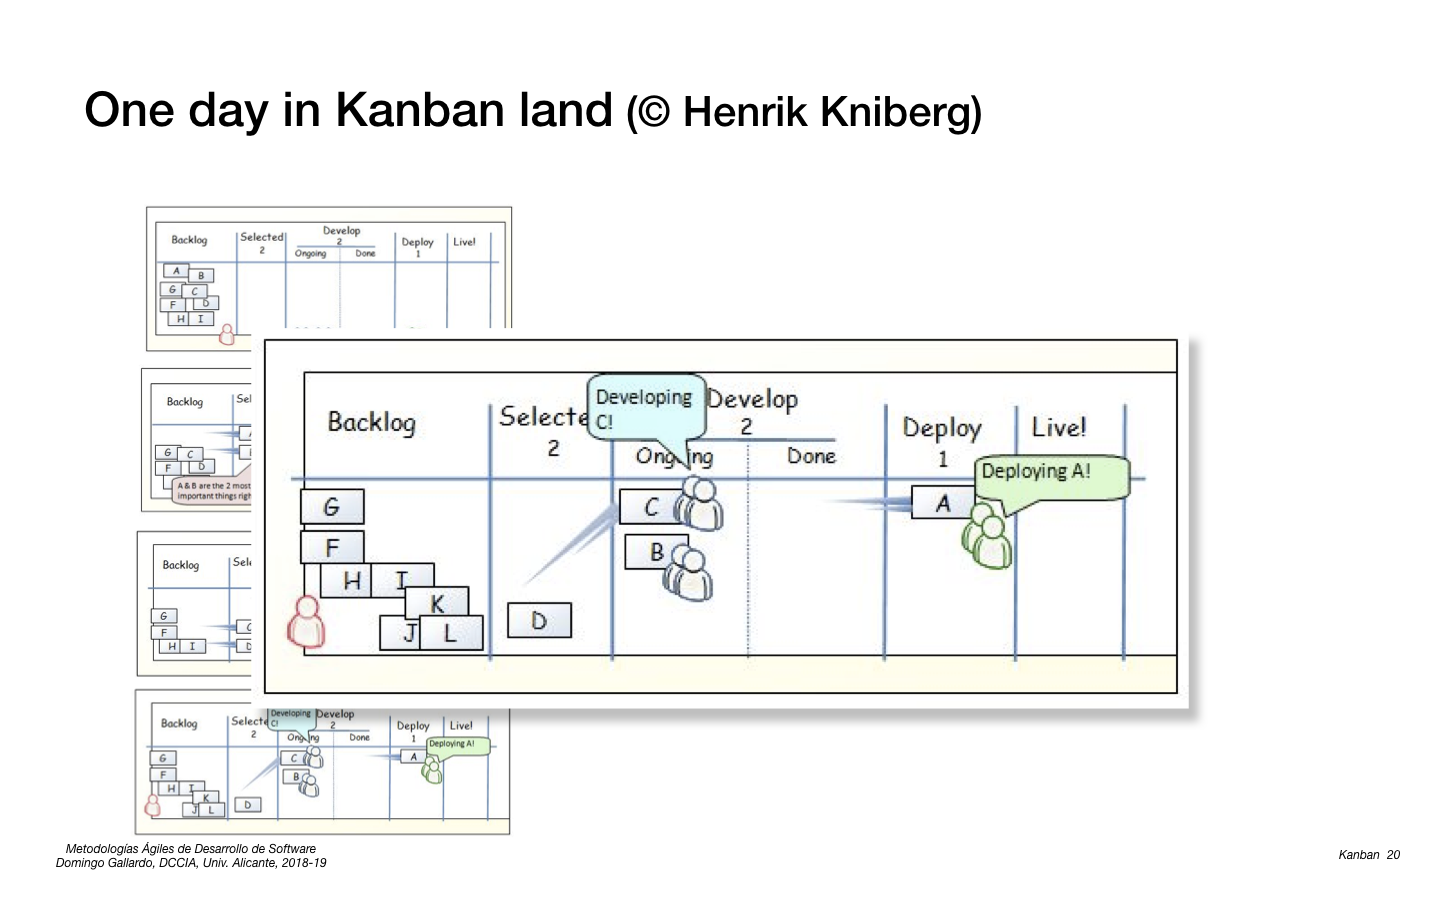 One day in Kanban land (© Henrik Kniberg)
Backlog
Selected
2
Develop
2
Ongoing
Done
Deploy
1
Live!
A
B
G
C
F
D
H
I
Backlog
Sel
G
C
F
D
A & B are the 2 most
important things righ
Backlog
Sele
G
F
H
I
Backlog
Selecte
2
Developing
C!
Develop
2
Ongoing
Done
Deploy
1
Live!
Deploying A!
G
F
H
I
K
J
L
D
C
B
A
Developing
C!
Backlog
Selecte
2
Develop
2
Ongoing
Done
Deploy
1
Live!
Deploying A!
G
F
H
I
K
J
L
D
C
B
A
Metodologías Ágiles de Desarrollo de Software
Domingo Gallardo, DCCIA, Univ. Alicante, 2018-19
Kanban 20